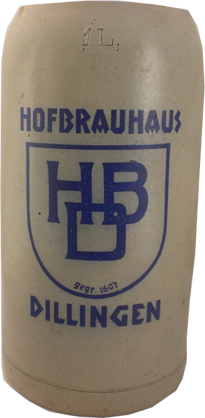 1L.
HOFBRAUHAUS
HBD
gegr. 1607
DILLINGEN